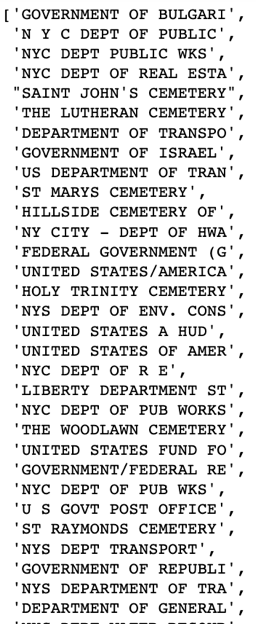 ['GOVERNMENT OF BULGARI',
'N Y C DEPT OF PUBLIC',
'NYC DEPT PUBLIC WKS',
'NYC DEPT OF REAL ESTA',
"SAINT JOHN'S CEMETERY",
'THE LUTHERAN CEMETERY',
'DEPARTMENT OF TRANSPO',
'GOVERNMENT OF ISRAEL',
'US DEPARTMENT OF TRAN',
'ST MARYS CEMETERY',
'HILLSIDE CEMETERY OF',
'NY CITY - DEPT OF HWA',
'FEDERAL GOVERNMENT (G',
'UNITED STATES/AMERICA',
'HOLY TRINITY CEMETERY',
'NYS DEPT OF ENV. CONS',
'UNITED STATES A HUD',
'UNITED STATES OF AMER',
'NYC DEPT OF R E',
'LIBERTY DEPARTMENT ST',
'NYC DEPT OF PUB WORKS',
'THE WOODLAWN CEMETERY',
'UNITED STATES FUND FO',
'GOVERNMENT/FEDERAL RE',
'NYC DEPT OF PUB WKS',
'U S GOVT POST OFFICE',
'ST RAYMONDS CEMETERY',
'NYS DEPT TRANSPORT',
'GOVERNMENT OF REPUBLI',
'NYS DEPARTMENT OF TRA',
'DEPARTMENT OF GENERAL',